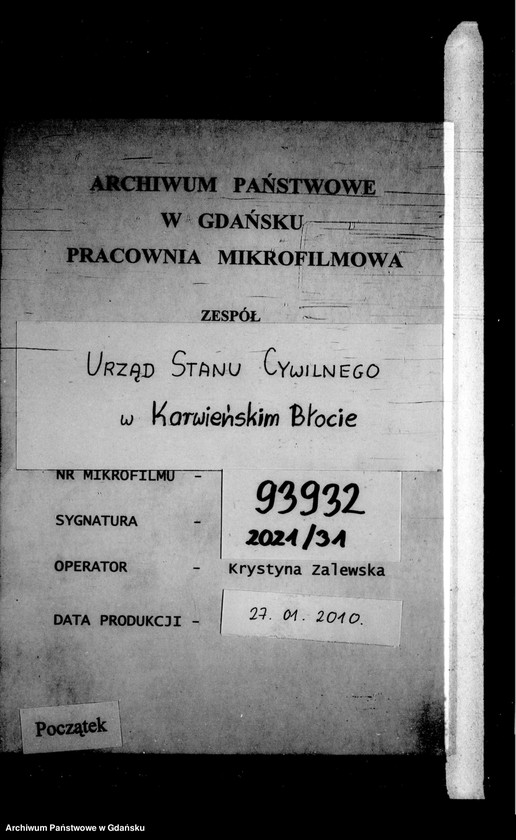 ARCHIWUM PAŃSTWOWE
W GDAŃSKU
PRACOWNIA MIKROFILMOWA
ZESPÓŁ
URZĄD STANU CYWILNEGO
w Karwieńskim Błocie
NR MIKROFILMU - 93932
SYGNATURA - 2021/31
OPERATOR - Krystyna Zalewska
DATA PRODUKCJI - 27. 01. 2010.
Początek
Archiwum Państwowe w Gdańsku